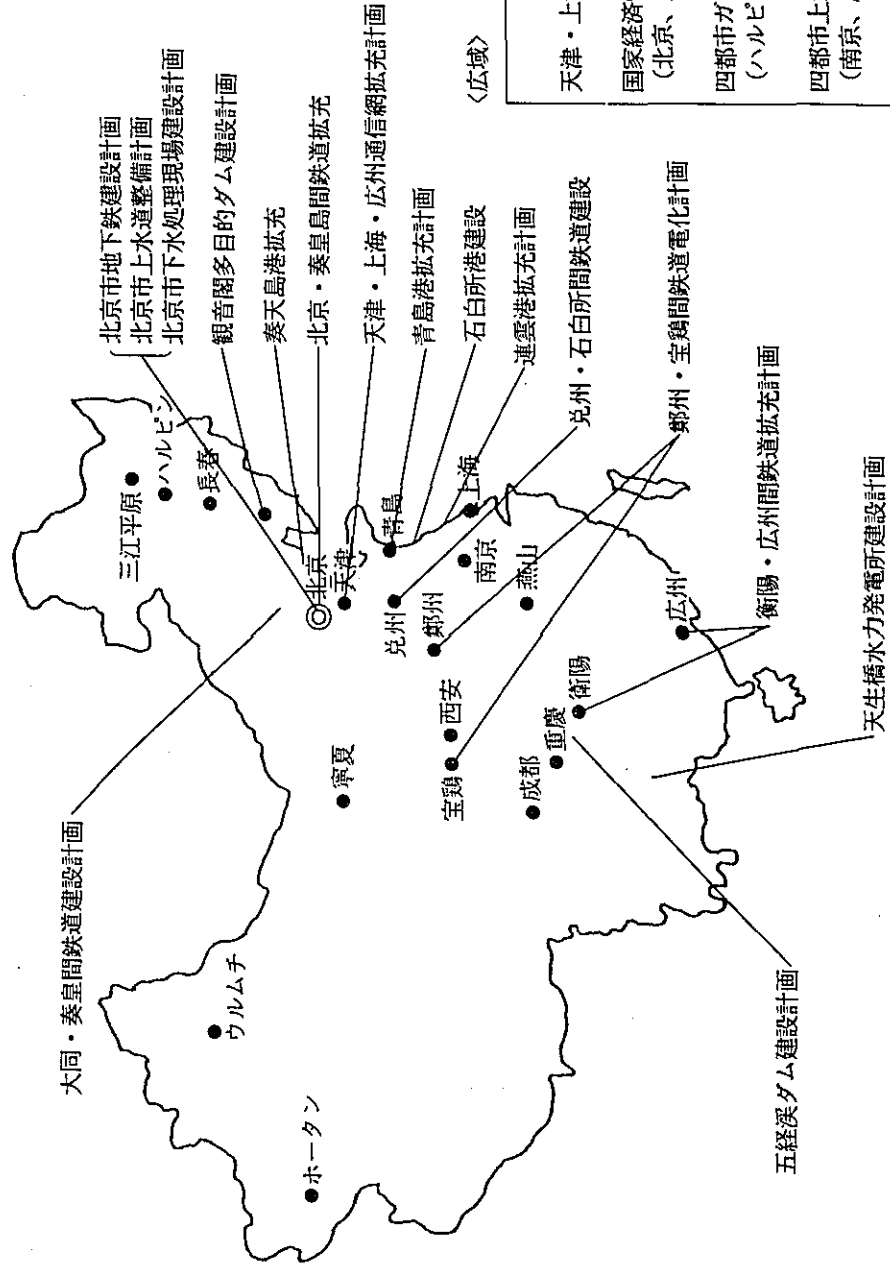 大同・奏皇間鉄道建設計画
北京市地下鉄建設計画
北京市上水道整備計画
北京市下水処理現場建設計画
観音閣多目的ダム建設計画
奏天島港拡充
北京・奏皇島間鉄道拡充
天津・上海・広州通信網拡充計画
青島港拡充計画
石臼所港建設
連雲港拡充計画
兗州・石臼所間鉄道建設
鄭州・宝鶏間鉄道電化計画
衡陽・広州間鉄道拡充計画
天生橋水力発電所建設計画
五経渓ダム建設計画
三江平原
ハルビン
長春
北京
天津
青島
兗州
鄭州
上海
南京
燕山
広州
衛陽
重慶
成都
西安
宝鶏
寧夏
ウルムチ
ホータン
〈広域〉
天津・上
国家経済
(北京、
四都市ガ
(ハルビ
四都市上
(南京、